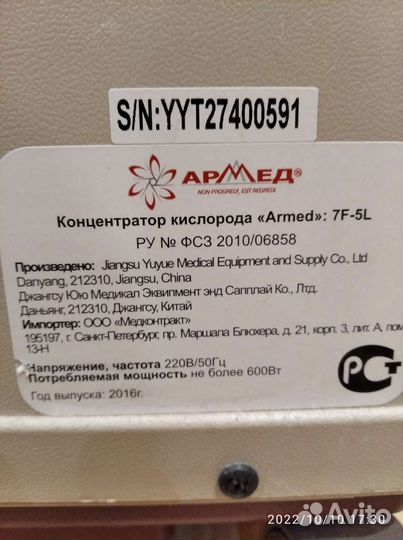 S/N:YYT27400591
АРМЕД®
NON PROGREDI, EST REGREDI
Концентратор кислорода «Armed»: 7F-5L
РУ № ФСЗ 2010/06858
Произведено: Jiangsu Yuyue Medical Equipment and Supply Co., Ltd
Danyang, 212310, Jiangsu, China
Джангсу Юю Медикал Эквипмент энд Сапплай Ко., Лтд.
Даньянг, 212310, Джангсу, Китай
Импортер: ООО «Медконтракт»
195197, г. Санкт-Петербург, пр. Маршала Блюхера, д. 21, корп. 3, лит. А, пом
13-Н
Напряжение, частота 220В/50Гц
Потребляемая мощность не более 600Вт
Год выпуска: 2016г.
РСТ
2022/10/10 17:30
Avito